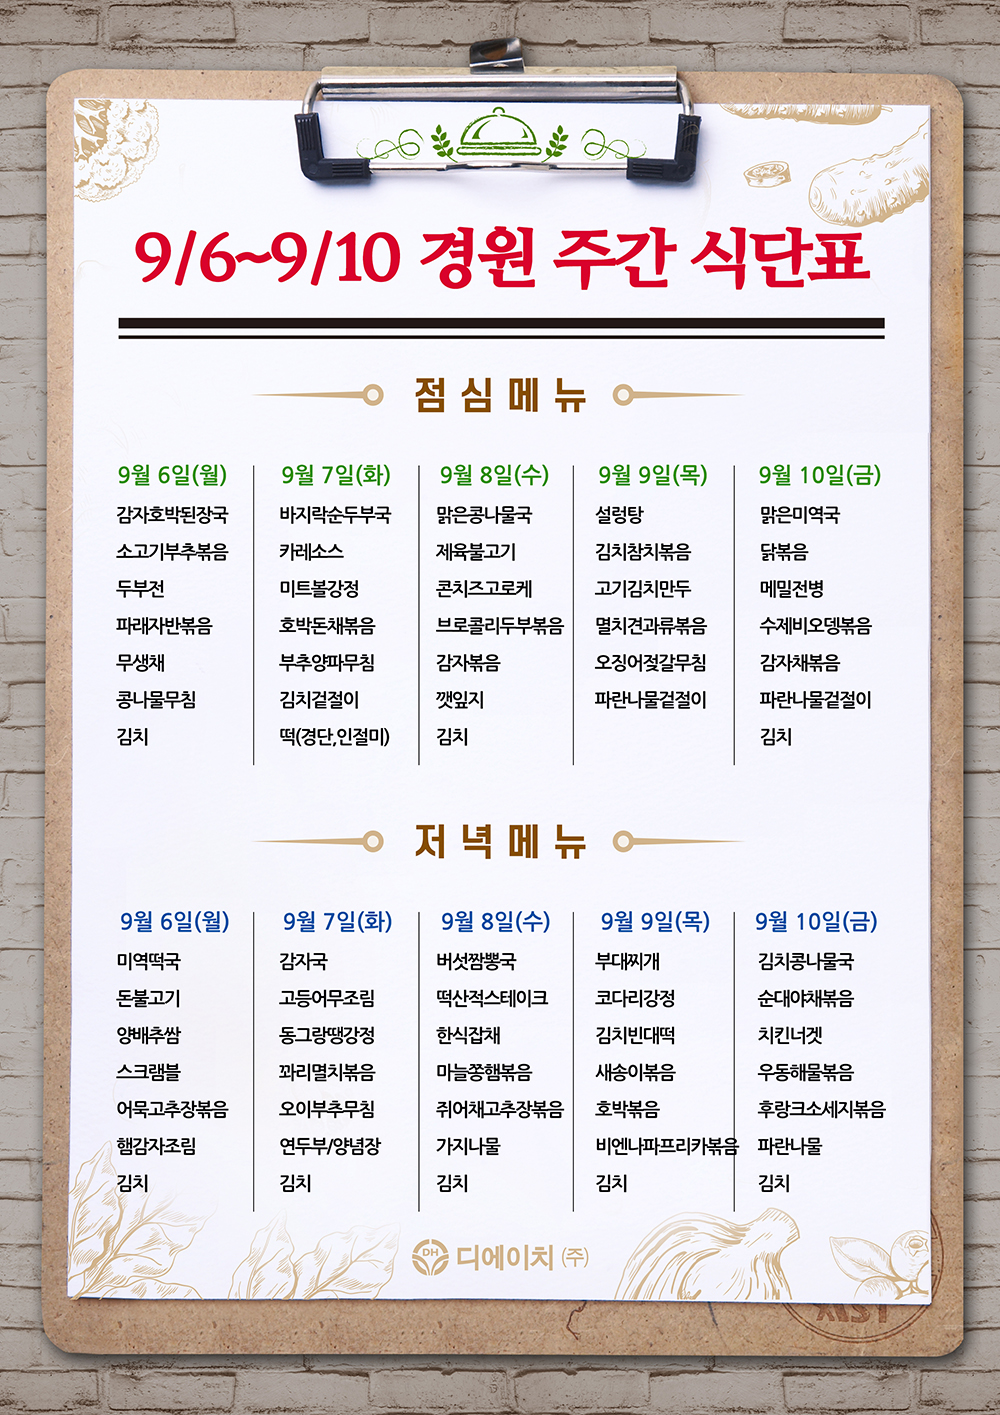 9/6~9/10 경원 주간 식단표
점심메뉴
9월 6일(월)
감자호박된장국
소고기부추볶음
두부전
파래자반볶음
무생채
콩나물무침
김치
9월 7일(화)
바지락순두부국
카레소스
미트볼강정
호박돈채볶음
부추양파무침
김치겉절이
떡(경단,인절미)
9월 8일(수)
맑은콩나물국
제육불고기
콘치즈고로케
브로콜리두부볶음
감자볶음
깻잎지
김치
9월 9일(목)
설렁탕
김치참치볶음
고기김치만두
멸치견과류볶음
오징어젗갈무침
파란나물겉절이
9월 10일(금)
맑은미역국
닭볶음
메밀전병
수제비오뎅볶음
감자채볶음
파란나물겉절이
김치
저녁메뉴
9월 6일(월)
미역떡국
돈불고기
양배추쌈
스크램블
어묵고추장볶음
햄감자조림
김치
9월 7일(화)
감자국
고등어무조림
동그랑땡강정
꽈리멸치볶음
오이부추무침
연두부/양념장
김치
9월 8일(수)
버섯짬뽕국
떡산적스테이크
한식잡채
마늘쫑햄볶음
쥐어채고추장볶음
가지나물
김치
9월 9일(목)
부대찌개
코다리강정
김치빈대떡
새송이볶음
호박볶음
비엔나파프리카볶음
김치
9월 10일(금)
김치콩나물국
순대야채볶음
치킨너겟
우동해물볶음
후랑크소세지볶음
파란나물
김치
DH 디에이치 (주)